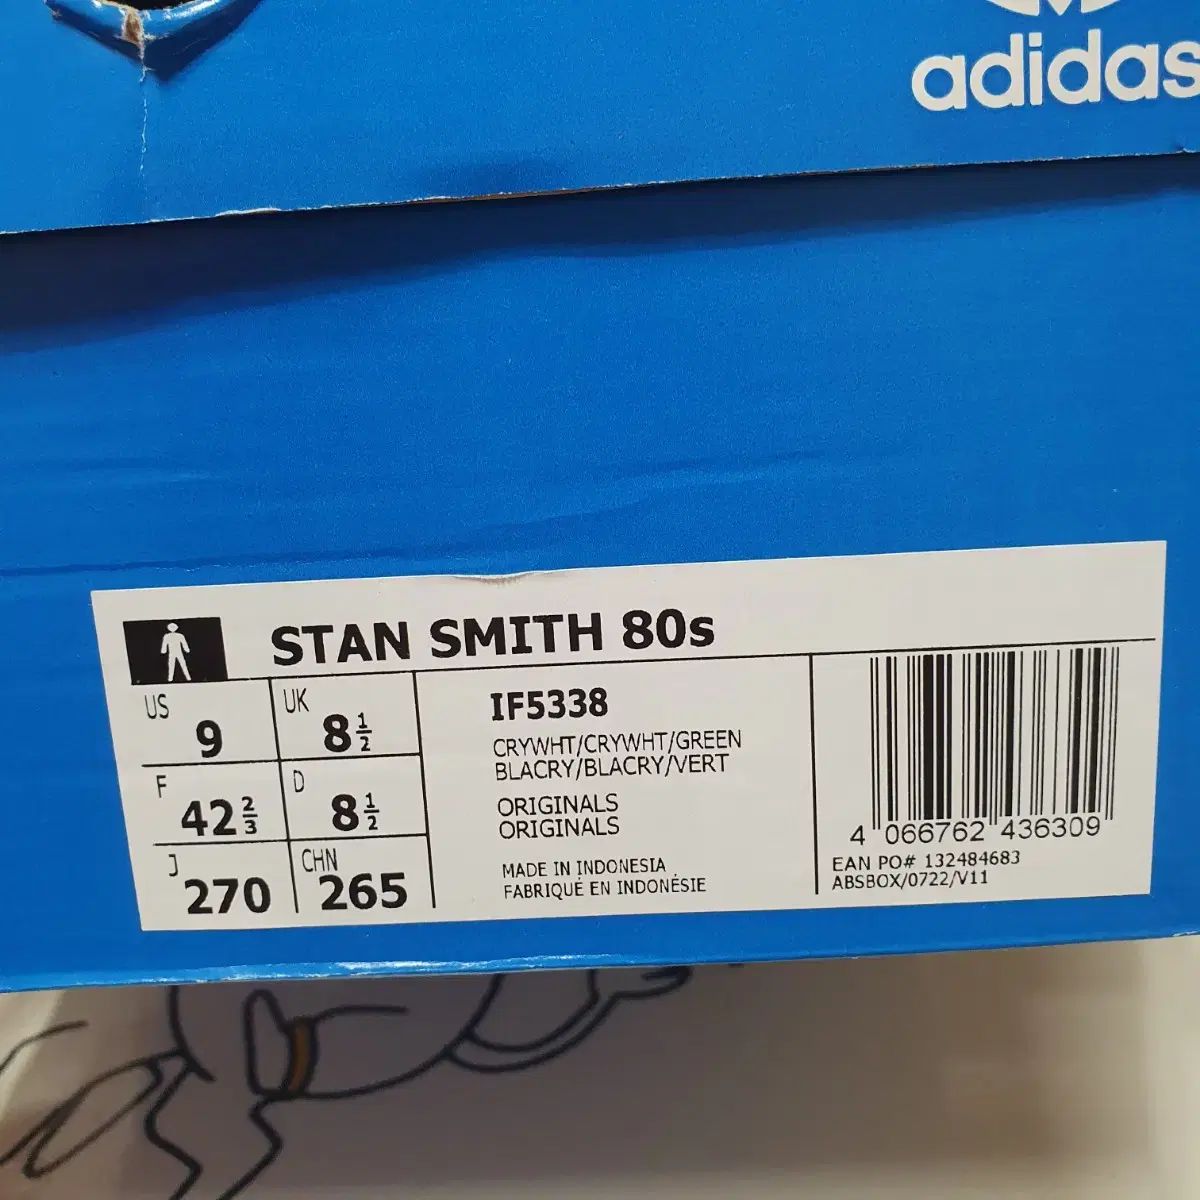 adidas
STAN SMITH 80s
US 9
UK 8½
F 42⅔
D 8½
J 270
CHN 265
IF5338
CRYWHT/CRYWHT/GREEN
BLACRY/BLACRY/VERT
ORIGINALS
ORIGINALS
MADE IN INDONESIA
FABRIQUÉ EN INDONÉSIE
4 066762 436309
EAN PO# 132484683
ABSBOX/0722/V11